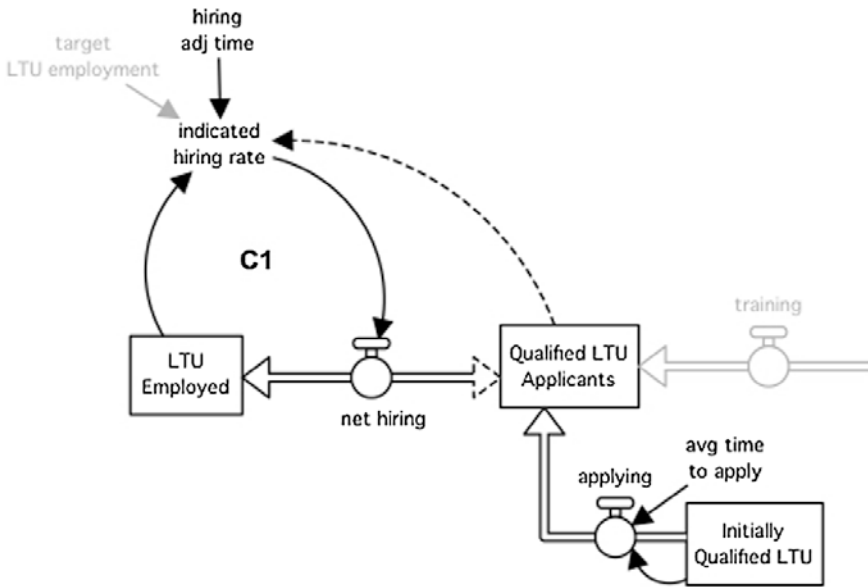 hiring
adj time
target
LTU employment
indicated
hiring rate
C1
training
LTU
Employed
Qualified LTU
Applicants
net hiring
avg time
to apply
applying
Initially
Qualified LTU